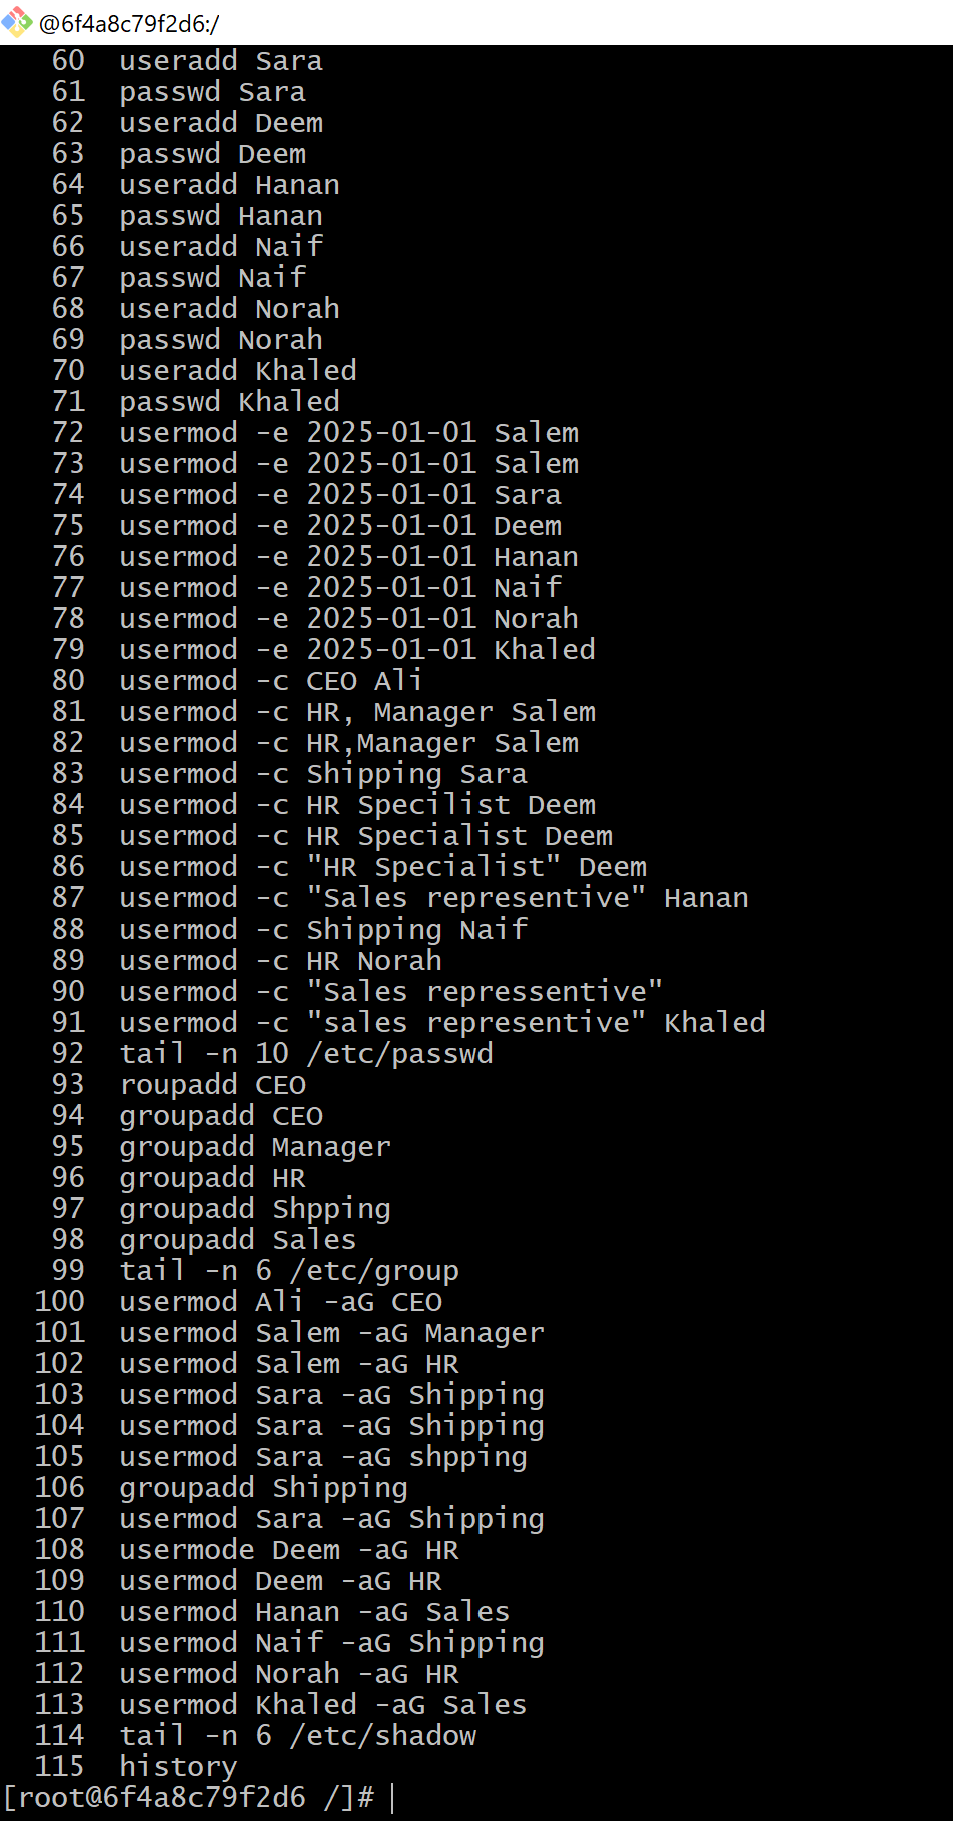 @6f4a8c79f2d6:/
60 useradd Sara
61 passwd Sara
62 useradd Deem
63 passwd Deem
64 useradd Hanan
65 passwd Hanan
66 useradd Naif
67 passwd Naif
68 useradd Norah
69 passwd Norah
70 useradd Khaled
71 passwd Khaled
72 usermod -e 2025-01-01 Salem
73 usermod -e 2025-01-01 Salem
74 usermod -e 2025-01-01 Sara
75 usermod -e 2025-01-01 Deem
76 usermod -e 2025-01-01 Hanan
77 usermod -e 2025-01-01 Naif
78 usermod -e 2025-01-01 Norah
79 usermod -e 2025-01-01 Khaled
80 usermod -c CEO Ali
81 usermod -c HR, Manager Salem
82 usermod -c HR,Manager Salem
83 usermod -c Shipping Sara
84 usermod -c HR Specilist Deem
85 usermod -c HR Specialist Deem
86 usermod -c "HR Specialist" Deem
87 usermod -c "Sales representive" Hanan
88 usermod -c Shipping Naif
89 usermod -c HR Norah
90 usermod -c "Sales repressentive"
91 usermod -c "sales representive" Khaled
92 tail -n 10 /etc/passwd
93 roupadd CEO
94 groupadd CEO
95 groupadd Manager
96 groupadd HR
97 groupadd Shpping
98 groupadd Sales
99 tail -n 6 /etc/group
100 usermod Ali -aG CEO
101 usermod Salem -aG Manager
102 usermod Salem -aG HR
103 usermod Sara -aG Shipping
104 usermod Sara -aG Shipping
105 usermod Sara -aG shpping
106 groupadd Shipping
107 usermod Sara -aG Shipping
108 usermode Deem -aG HR
109 usermod Deem -aG HR
110 usermod Hanan -aG Sales
111 usermod Naif -aG Shipping
112 usermod Norah -aG HR
113 usermod Khaled -aG Sales
114 tail -n 6 /etc/shadow
115 history
[root@6f4a8c79f2d6 /]#